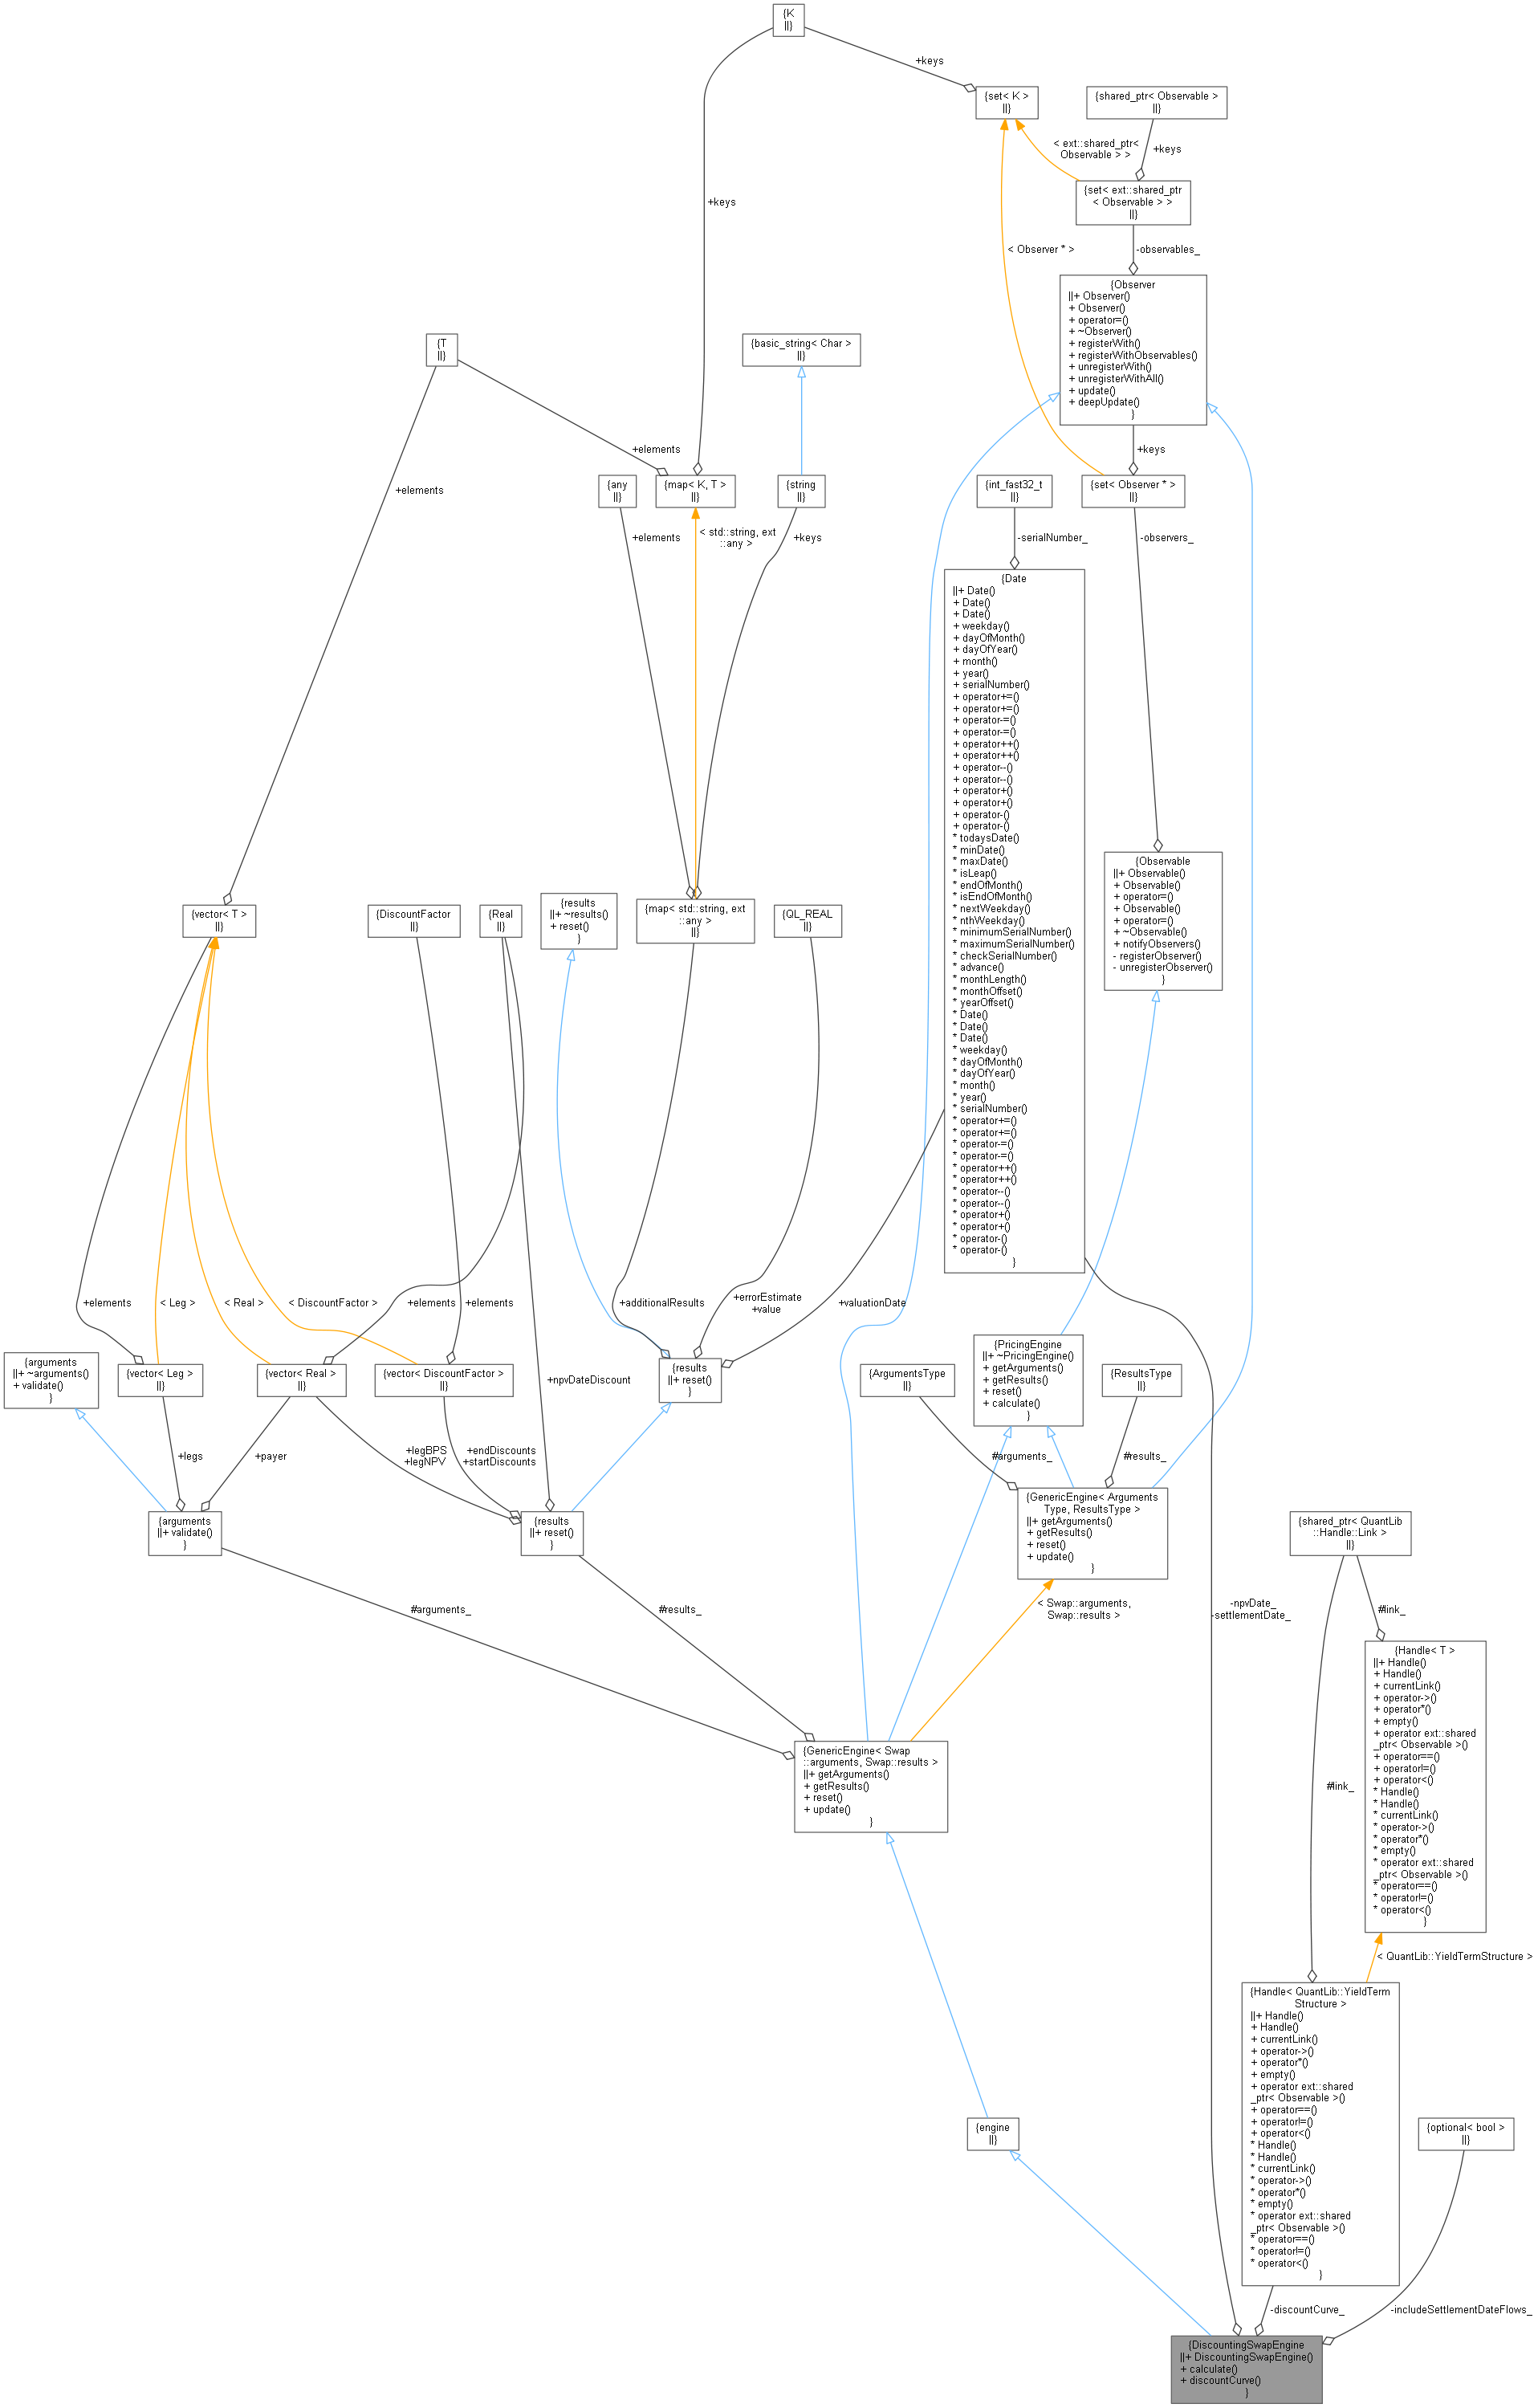 {K
||}
+keys
{set< K >
||}
{shared_ptr< Observable >
||}
< ext::shared_ptr<
Observable > >
+keys
{set< ext::shared_ptr
< Observable > >
||}
+keys
< Observer * >
-observables_
{Observer
||+ Observer()
+ Observer()
+ operator=()
+ ~Observer()
+ registerWith()
+ registerWithObservables()
+ unregisterWith()
+ unregisterWithAll()
+ update()
+ deepUpdate()
}
{T
||}
{basic_string< Char >
||}
+elements
+keys
+elements
{any
||}
{map< K, T >
||}
{string
||}
{int_fast32_t
||}
{set< Observer * >
||}
+elements
< std::string, ext
::any >
+keys
-serialNumber_
-observers_
{Date
||+ Date()
+ Date()
+ Date()
+ weekday()
+ dayOfMonth()
+ dayOfYear()
+ month()
+ year()
+ serialNumber()
+ operator+=()
+ operator+=()
+ operator-=()
+ operator-=()
+ operator++()
+ operator++()
+ operator--()
+ operator--()
+ operator+()
+ operator+()
+ operator-()
+ operator-()
* todaysDate()
* minDate()
* maxDate()
* isLeap()
* endOfMonth()
* isEndOfMonth()
* nextWeekday()
* nthWeekday()
* minimumSerialNumber()
* maximumSerialNumber()
* checkSerialNumber()
* advance()
* monthLength()
* monthOffset()
* yearOffset()
* Date()
* Date()
* Date()
* weekday()
* dayOfMonth()
* dayOfYear()
* month()
* year()
* serialNumber()
* operator+=()
* operator+=()
* operator-=()
* operator-=()
* operator++()
* operator++()
* operator--()
* operator--()
* operator+()
* operator+()
* operator-()
* operator-()
}
{Observable
||+ Observable()
+ Observable()
+ operator=()
+ Observable()
+ operator=()
+ ~Observable()
+ notifyObservers()
- registerObserver()
- unregisterObserver()
}
{vector< T >
||}
{DiscountFactor
||}
{Real
||}
{results
||+ ~results()
+ reset()
}
{map< std::string, ext
::any >
||}
{QL_REAL
||}
+elements
< Leg >
< Real >
< DiscountFactor >
+elements
+elements
+additionalResults
+errorEstimate
+value
+valuationDate
{arguments
||+ ~arguments()
+ validate()
}
{vector< Leg >
||}
{vector< Real >
||}
{vector< DiscountFactor >
||}
+npvDateDiscount
{results
||+ reset()
}
{ArgumentsType
||}
{PricingEngine
||+ ~PricingEngine()
+ getArguments()
+ getResults()
+ reset()
+ calculate()
}
{ResultsType
||}
+legs
+payer
+legBPS
+legNPV
+endDiscounts
+startDiscounts
#arguments_
#results_
{arguments
||+ validate()
}
{results
||+ reset()
}
{GenericEngine< Arguments
Type, ResultsType >
||+ getArguments()
+ getResults()
+ reset()
+ update()
}
{shared_ptr< QuantLib
::Handle::Link >
||}
#arguments_
#results_
< Swap::arguments,
Swap::results >
-npvDate_
-settlementDate_
#link_
{Handle< T >
||+ Handle()
+ Handle()
+ currentLink()
+ operator->()
+ operator*()
+ empty()
+ operator ext::shared
_ptr< Observable >()
+ operator==()
+ operator!=()
+ operator<()
* Handle()
* Handle()
* currentLink()
* operator->()
* operator*()
* empty()
* operator ext::shared
_ptr< Observable >()
* operator==()
* operator!=()
* operator<()
}
{GenericEngine< Swap
::arguments, Swap::results >
||+ getArguments()
+ getResults()
+ reset()
+ update()
}
#link_
< QuantLib::YieldTermStructure >
{Handle< QuantLib::YieldTerm
Structure >
||+ Handle()
+ Handle()
+ currentLink()
+ operator->()
+ operator*()
+ empty()
+ operator ext::shared
_ptr< Observable >()
+ operator==()
+ operator!=()
+ operator<()
* Handle()
* Handle()
* currentLink()
* operator->()
* operator*()
* empty()
* operator ext::shared
_ptr< Observable >()
* operator==()
* operator!=()
* operator<()
}
{engine
||}
{optional< bool >
||}
-discountCurve_
-includeSettlementDateFlows_
{DiscountingSwapEngine
||+ DiscountingSwapEngine()
+ calculate()
+ discountCurve()
}